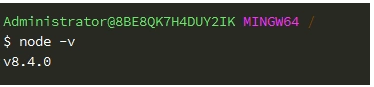 Administrator@8BE8QK7H4DUY2IK MINGW64 /
$ node -v
v8.4.0